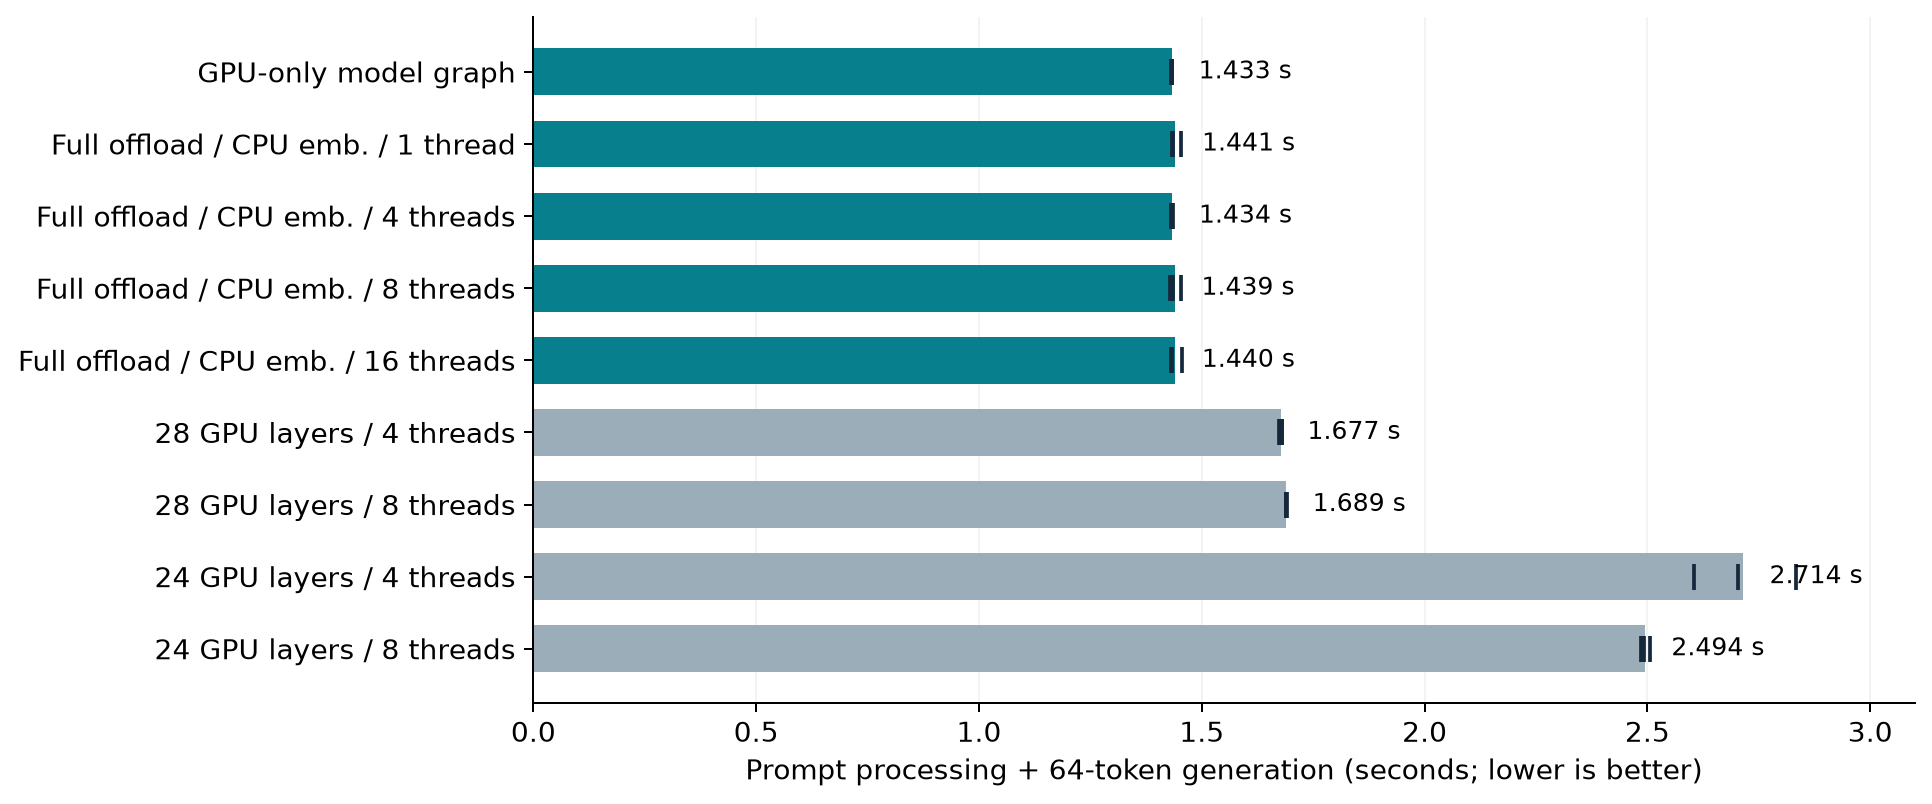 GPU-only model graph 1.433 s
Full offload / CPU emb. / 1 thread 1.441 s
Full offload / CPU emb. / 4 threads 1.434 s
Full offload / CPU emb. / 8 threads 1.439 s
Full offload / CPU emb. / 16 threads 1.440 s
28 GPU layers / 4 threads 1.677 s
28 GPU layers / 8 threads 1.689 s
24 GPU layers / 4 threads 2.714 s
24 GPU layers / 8 threads 2.494 s
0.0 0.5 1.0 1.5 2.0 2.5 3.0
Prompt processing + 64-token generation (seconds; lower is better)